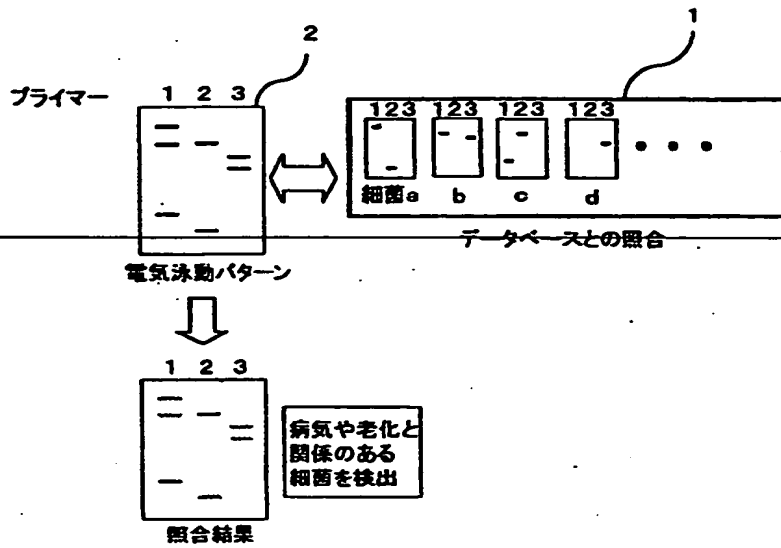 2
1
プライマー
1 2 3
123
123
123
123
細菌a
b
c
d
データベースとの照合
電気泳動パターン
1 2 3
病気や老化と
関係のある
細菌を検出
照合結果